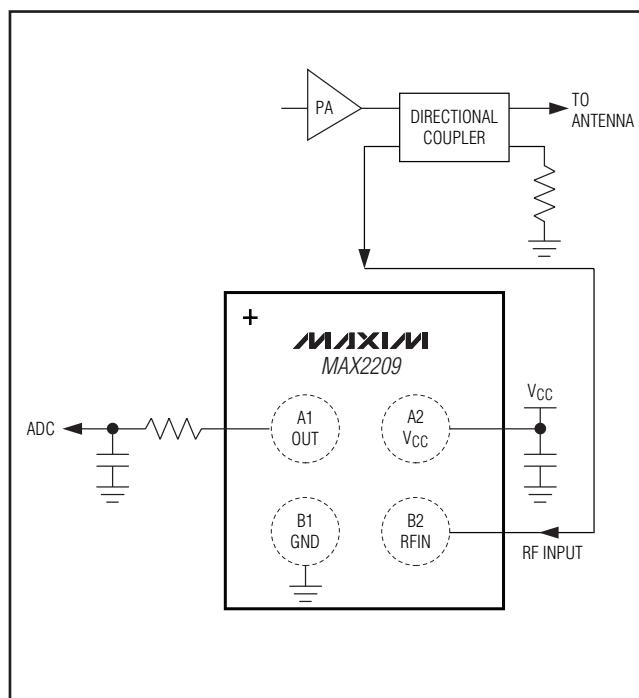 PA
DIRECTIONAL
COUPLER
TO
ANTENNA
+
MAXIM
MAX2209
VCC
ADC
A1
OUT
A2
VCC
B1
GND
B2
RFIN
RF INPUT